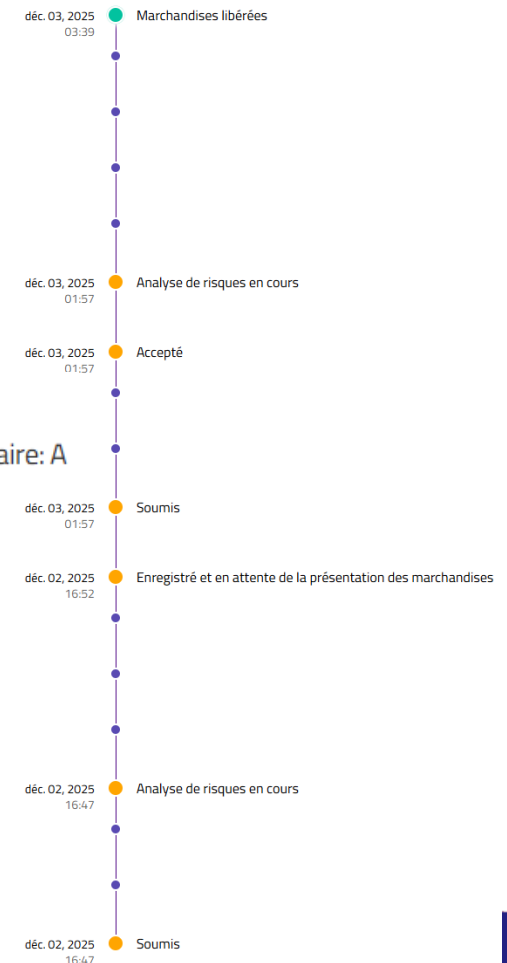 déc. 03, 2025 Marchandises libérées
03:39
déc. 03, 2025 Analyse de risques en cours
01:57
déc. 03, 2025 Accepté
01:57
aire: A
déc. 03, 2025 Soumis
01:57
déc. 02, 2025 Enregistré et en attente de la présentation des marchandises
16:52
déc. 02, 2025 Analyse de risques en cours
16:47
déc. 02, 2025 Soumis
16:47